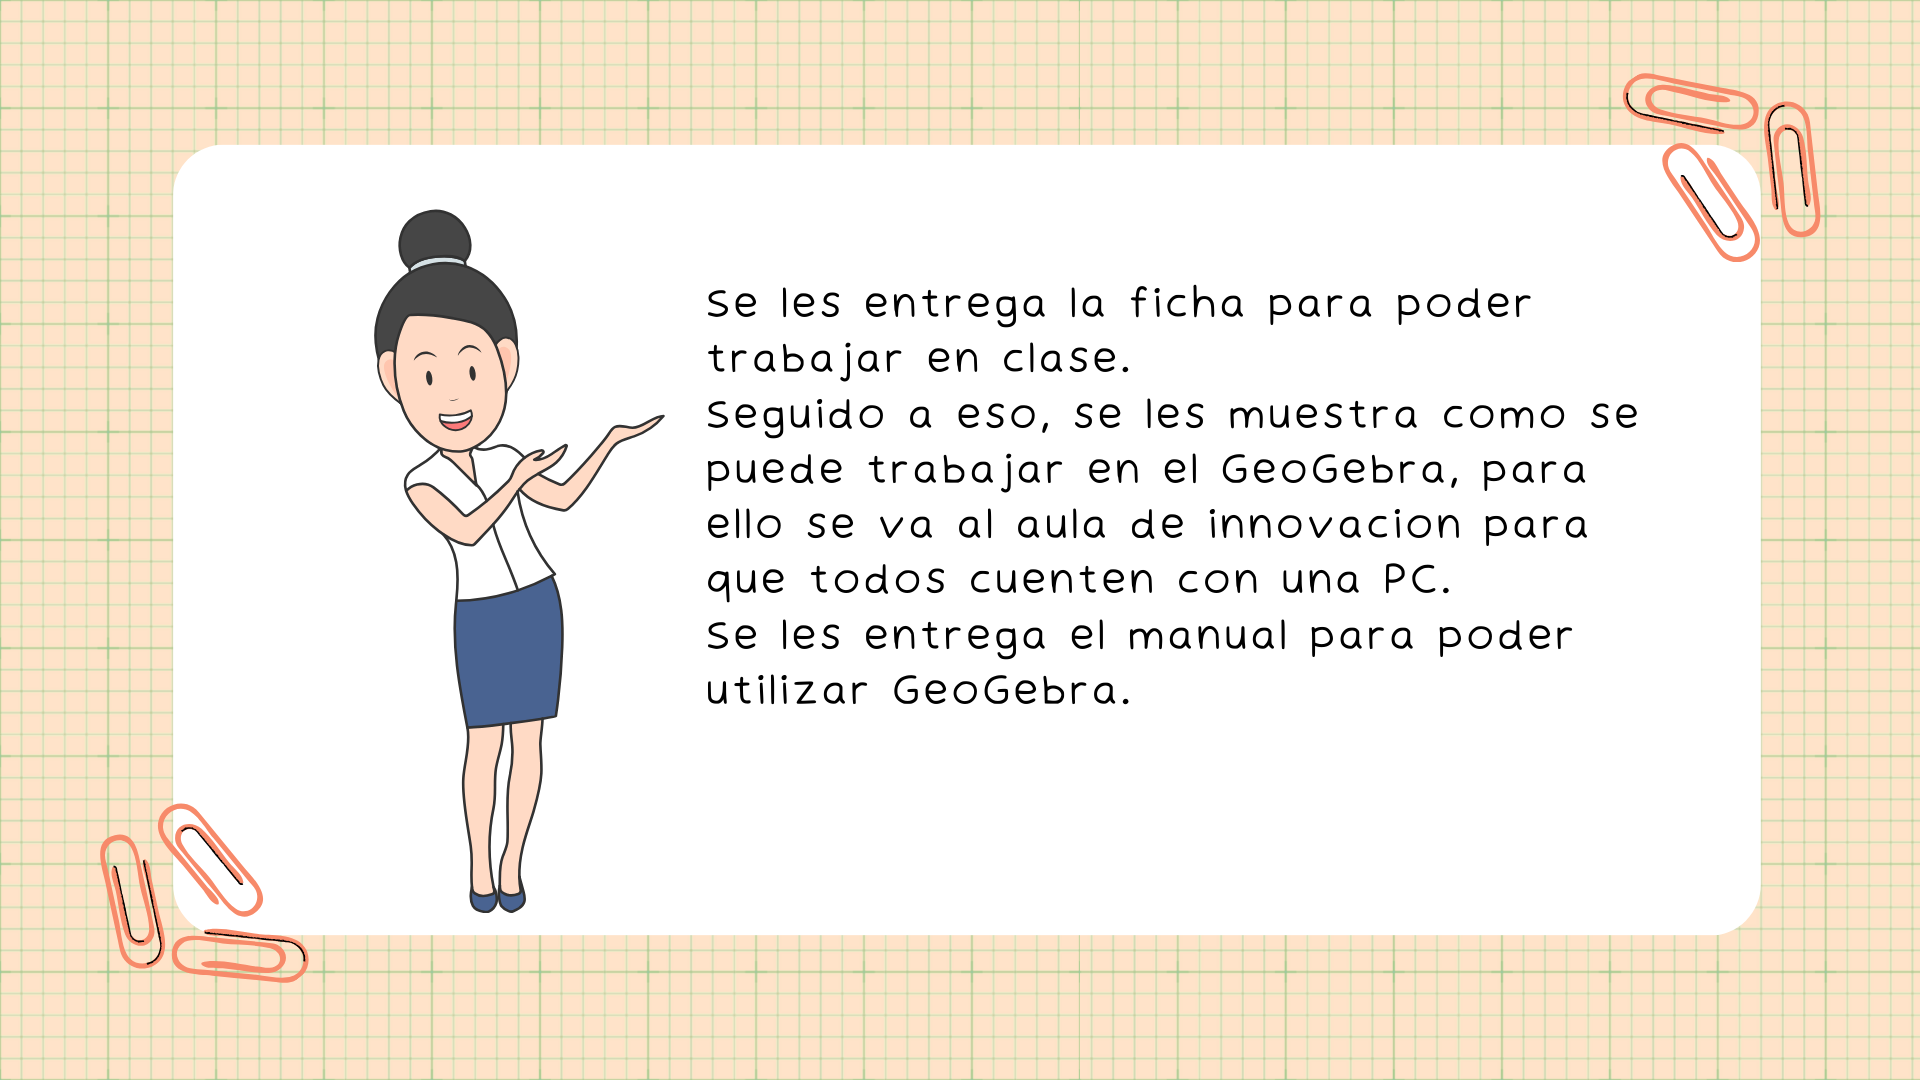 Se les entrega la ficha para poder
trabajar en clase.
Seguido a eso, se les muestra como se
puede trabajar en el GeoGebra, para
ello se va al aula de innovacion para
que todos cuenten con una PC.
Se les entrega el manual para poder
utilizar GeoGebra.